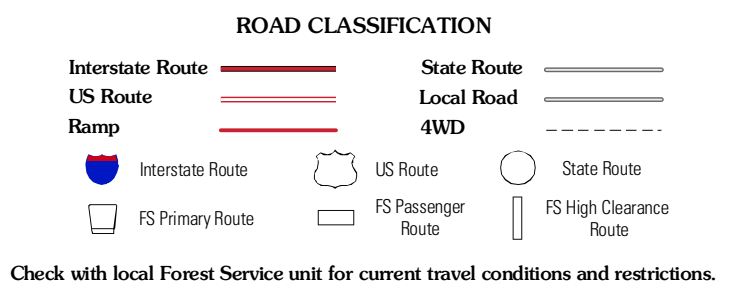 ROAD CLASSIFICATION
Interstate Route
State Route
US Route
Local Road
Ramp
4WD
Interstate Route
US Route
State Route
FS Primary Route
FS Passenger
Route
FS High Clearance
Route
Check with local Forest Service unit for current travel conditions and restrictions.